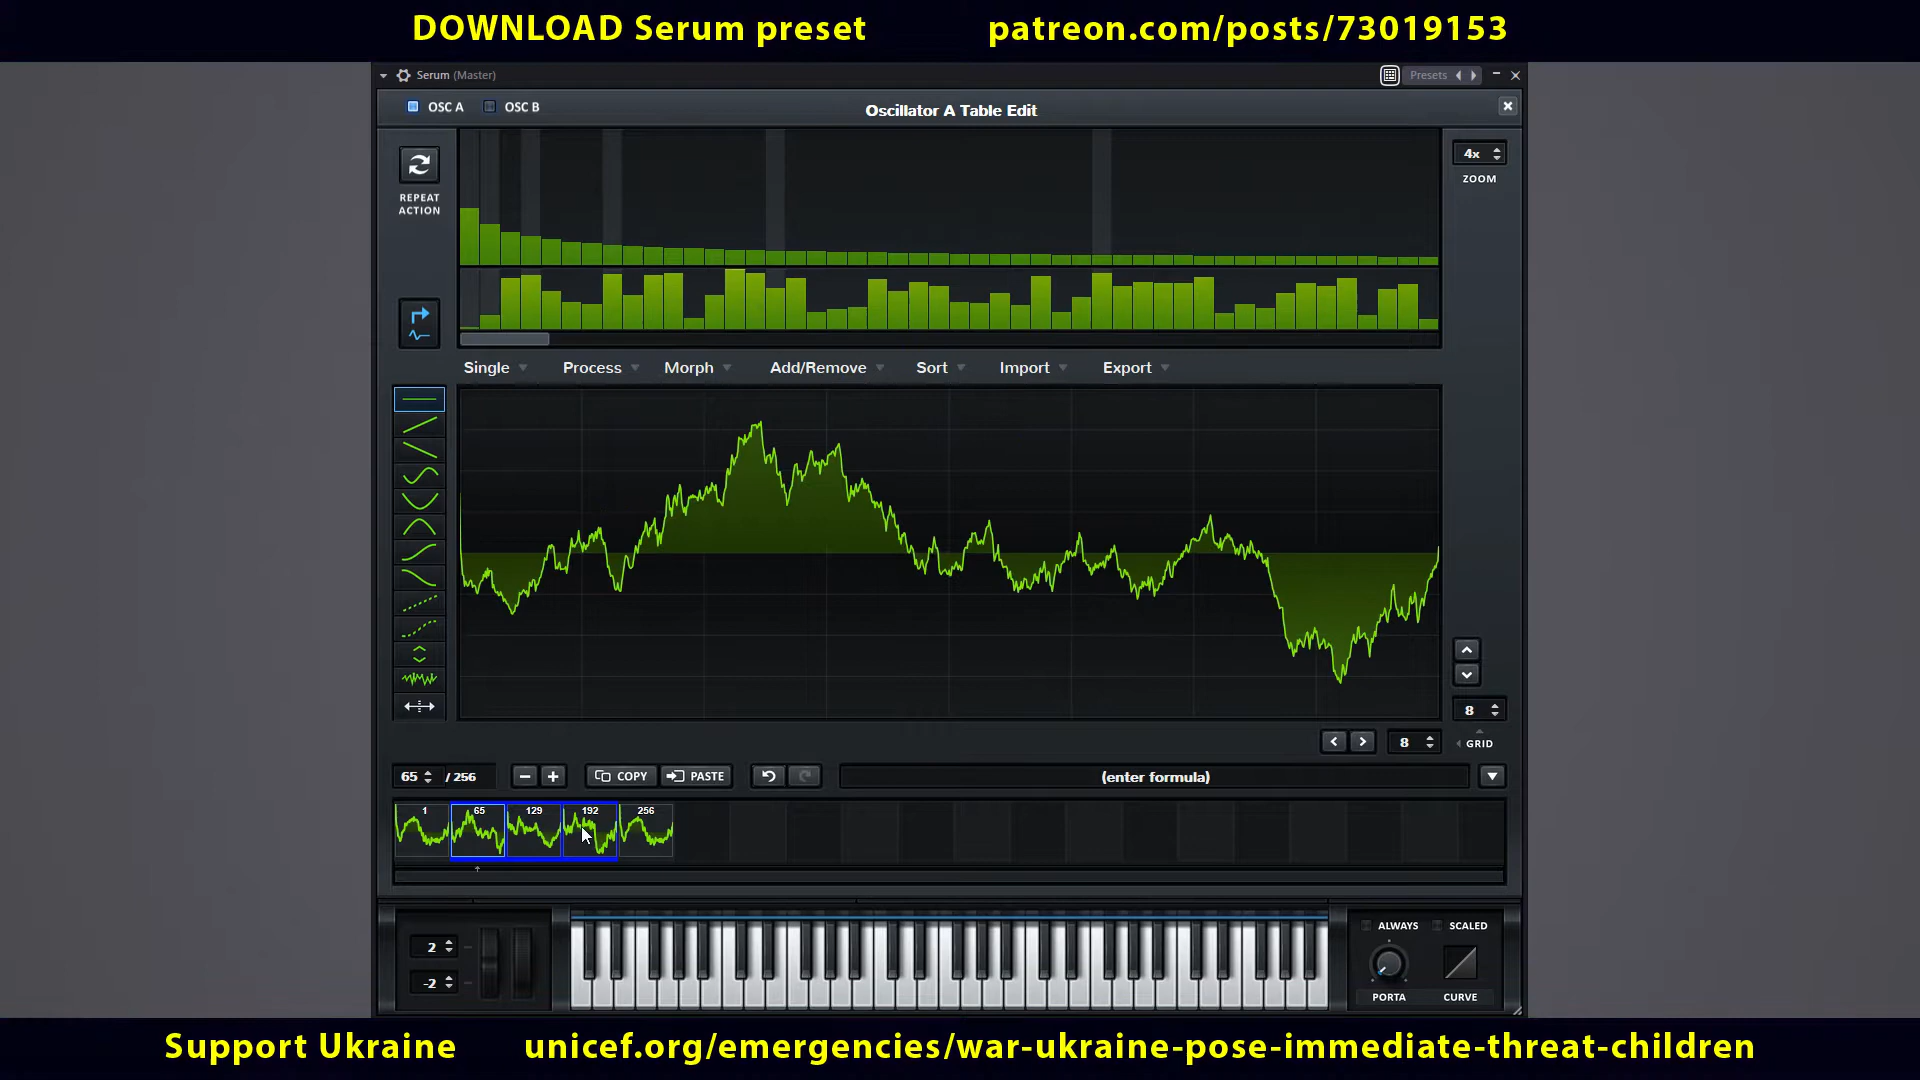 DOWNLOAD Serum preset patreon.com/posts/73019153
Serum (Master) Presets
OSC A OSC B Oscillator A Table Edit
4x
ZOOM
REPEAT
ACTION
Single Process Morph Add/Remove Sort Import Export
8
8 GRID
65 / 256 COPY PASTE (enter formula)
1 65 129 192 256
ALWAYS SCALED
2
-2
PORTA CURVE
Support Ukraine unicef.org/emergencies/war-ukraine-pose-immediate-threat-children